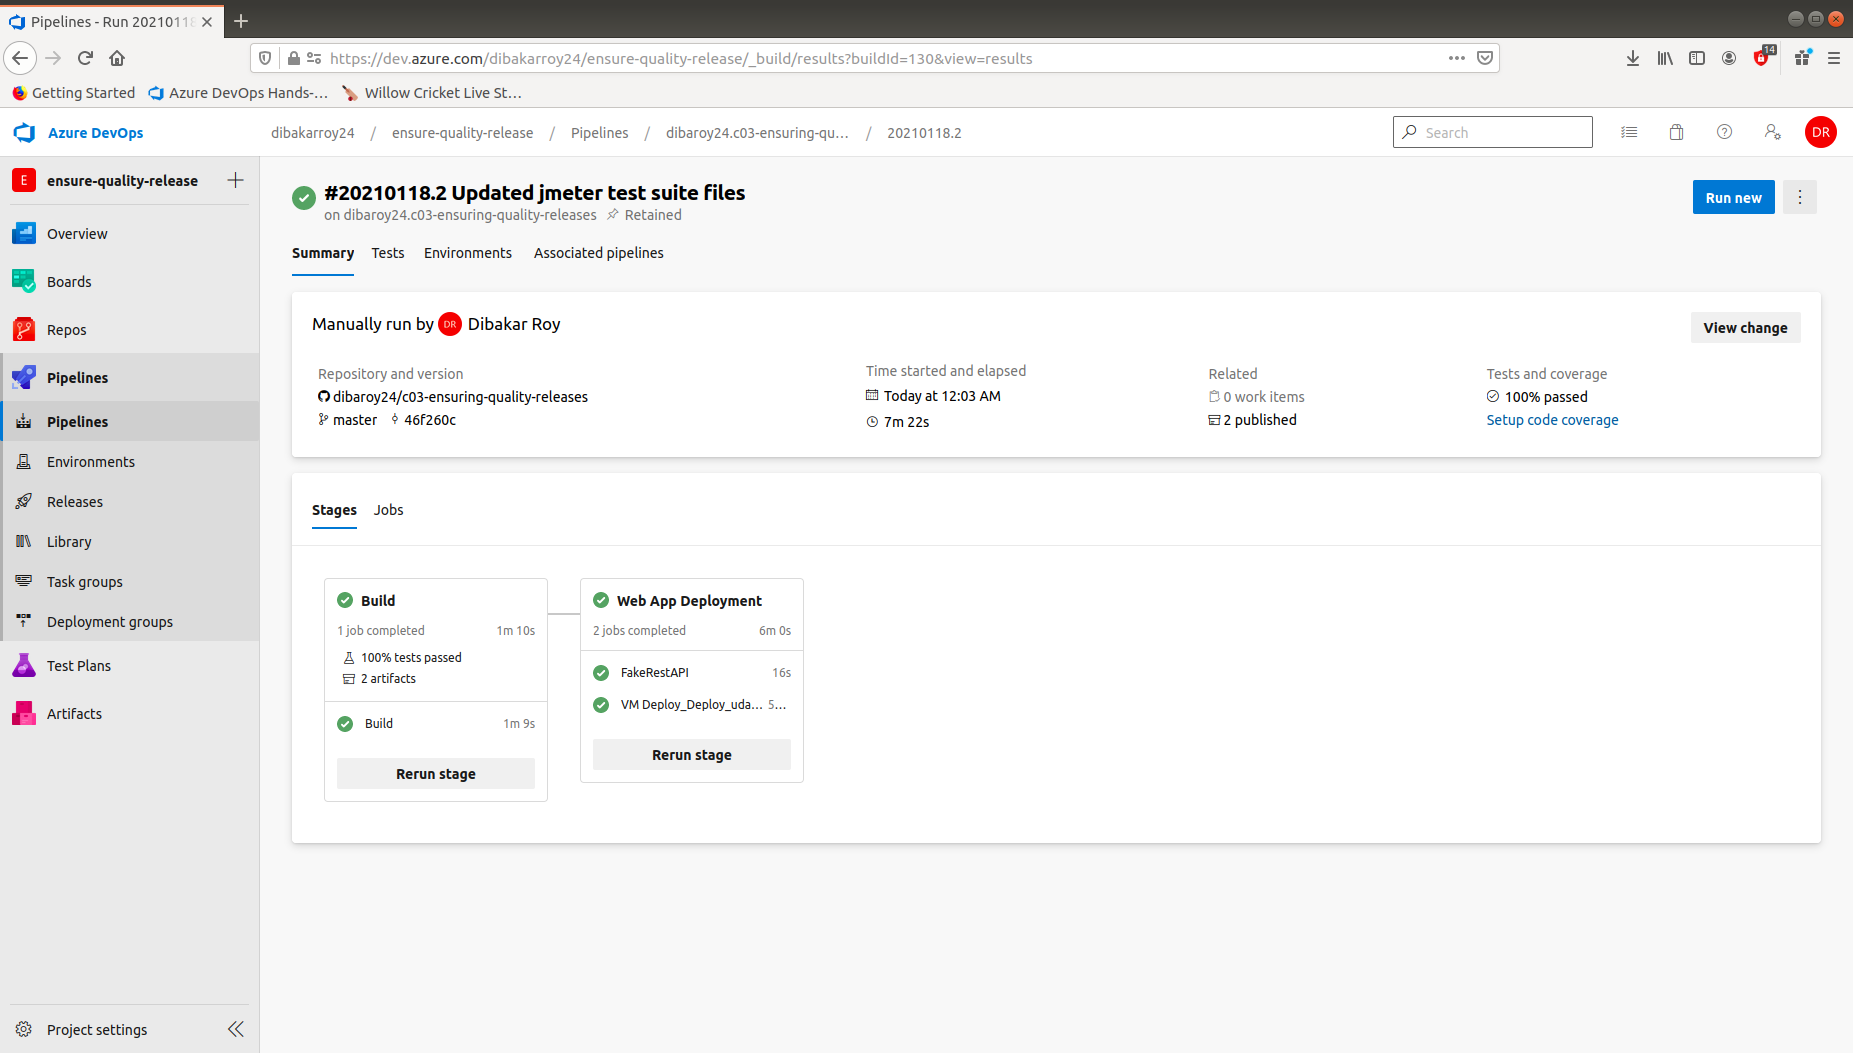 Pipelines - Run 20210118
14
https://dev.azure.com/dibakarroy24/ensure-quality-release/_build/results?buildId=130&view=results
Getting Started
Azure DevOps Hands-...
Willow Cricket Live St...
Azure DevOps
dibakarroy24 / ensure-quality-release / Pipelines / dibaroy24.c03-ensuring-qu... / 20210118.2
Search
DR
E ensure-quality-release
Overview
Boards
Repos
Pipelines
Pipelines
Environments
Releases
Library
Task groups
Deployment groups
Test Plans
Artifacts
Project settings
#20210118.2 Updated jmeter test suite files
on dibaroy24.c03-ensuring-quality-releases Retained
Run new
Summary Tests Environments Associated pipelines
Manually run by DR Dibakar Roy
View change
Repository and version
dibaroy24/c03-ensuring-quality-releases
master 46f260c
Time started and elapsed
Today at 12:03 AM
7m 22s
Related
0 work items
2 published
Tests and coverage
100% passed
Setup code coverage
Stages Jobs
Build
1 job completed 1m 10s
100% tests passed
2 artifacts
Build 1m 9s
Rerun stage
Web App Deployment
2 jobs completed 6m 0s
FakeRestAPI 16s
VM Deploy_Deploy_uda... 5...
Rerun stage